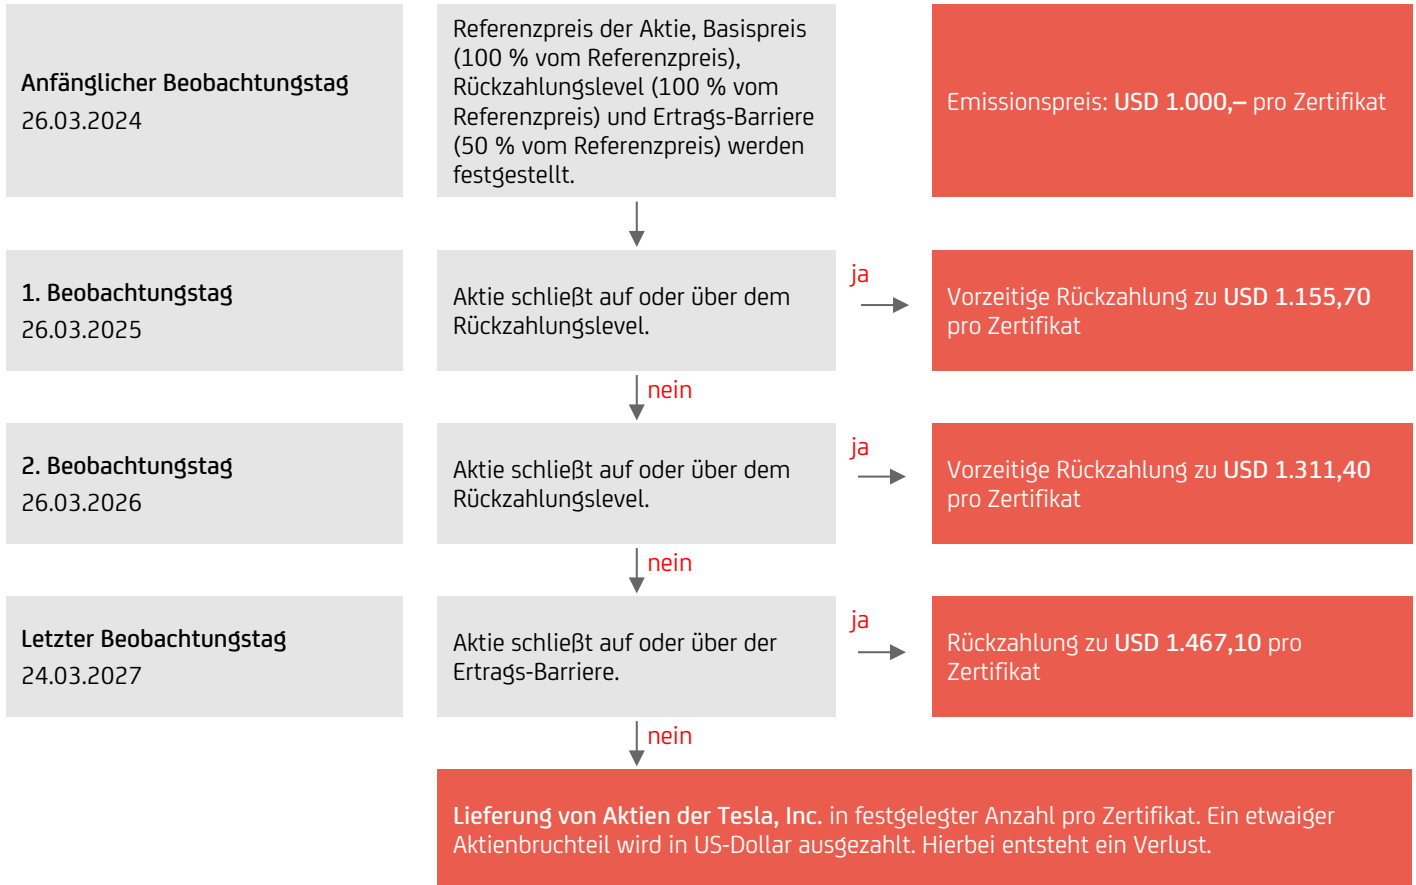 Anfänglicher Beobachtungstag
26.03.2024
Referenzpreis der Aktie, Basispreis
(100 % vom Referenzpreis),
Rückzahlungslevel (100 % vom
Referenzpreis) und Ertrags-Barriere
(50 % vom Referenzpreis) werden
festgestellt.
Emissionspreis: USD 1.000,– pro Zertifikat
1. Beobachtungstag
26.03.2025
Aktie schließt auf oder über dem
Rückzahlungslevel.
ja
Vorzeitige Rückzahlung zu USD 1.155,70
pro Zertifikat
nein
2. Beobachtungstag
26.03.2026
Aktie schließt auf oder über dem
Rückzahlungslevel.
ja
Vorzeitige Rückzahlung zu USD 1.311,40
pro Zertifikat
nein
Letzter Beobachtungstag
24.03.2027
Aktie schließt auf oder über der
Ertrags-Barriere.
ja
Rückzahlung zu USD 1.467,10 pro
Zertifikat
nein
Lieferung von Aktien der Tesla, Inc. in festgelegter Anzahl pro Zertifikat. Ein etwaiger
Aktienbruchteil wird in US-Dollar ausgezahlt. Hierbei entsteht ein Verlust.